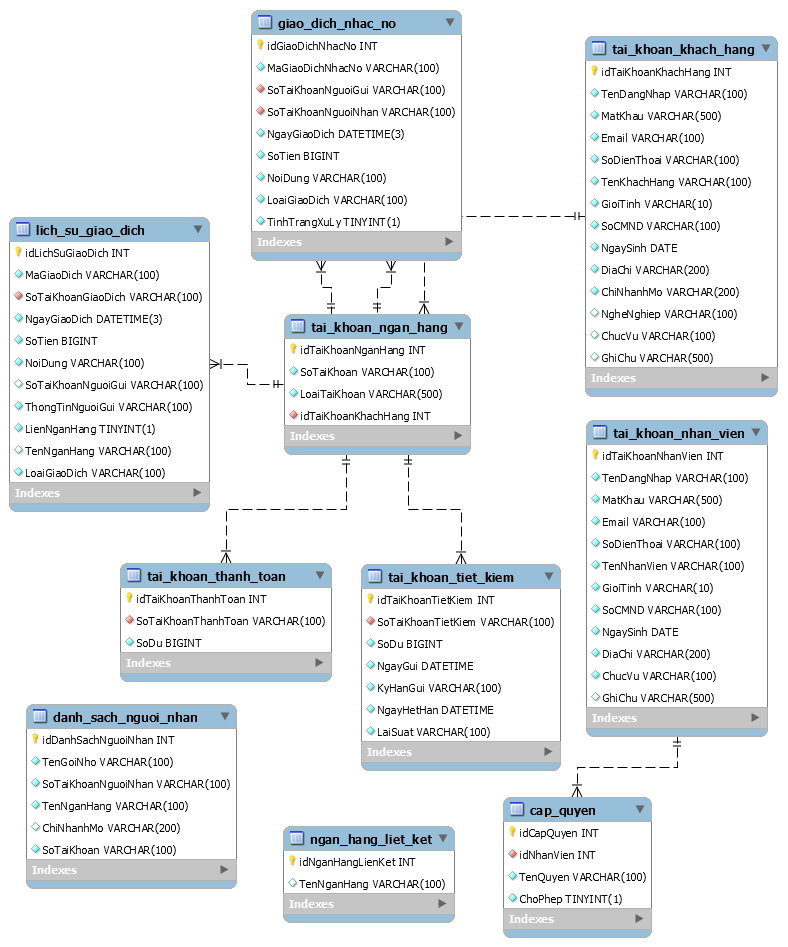 giao_dich_nhac_no
idGiaoDichNhacNo INT
MaGiaoDichNhacNo VARCHAR(100)
SoTaiKhoanNguoiGui VARCHAR(100)
SoTaiKhoanNguoiNhan VARCHAR(100)
NgayGiaoDich DATETIME(3)
SoTien BIGINT
NoiDung VARCHAR(100)
LoaiGiaoDich VARCHAR(100)
TinhTrangXuLy TINYINT(1)
Indexes
tai_khoan_khach_hang
idTaiKhoanKhachHang INT
TenDangNhap VARCHAR(100)
MatKhau VARCHAR(500)
Email VARCHAR(100)
SoDienThoai VARCHAR(100)
TenKhachHang VARCHAR(100)
GioiTinh VARCHAR(10)
SoCMND VARCHAR(100)
NgaySinh DATE
DiaChi VARCHAR(200)
ChiNhanhMo VARCHAR(200)
NgheNghiep VARCHAR(100)
ChucVu VARCHAR(100)
GhiChu VARCHAR(500)
Indexes
lich_su_giao_dich
idLichSuGiaoDich INT
MaGiaoDich VARCHAR(100)
SoTaiKhoanGiaoDich VARCHAR(100)
NgayGiaoDich DATETIME(3)
SoTien BIGINT
NoiDung VARCHAR(100)
SoTaiKhoanNguoiGui VARCHAR(100)
ThongTinNguoiGui VARCHAR(100)
LienNganHang TINYINT(1)
TenNganHang VARCHAR(100)
LoaiGiaoDich VARCHAR(100)
Indexes
tai_khoan_ngan_hang
idTaiKhoanNganHang INT
SoTaiKhoan VARCHAR(100)
LoaiTaiKhoan VARCHAR(500)
idTaiKhoanKhachHang INT
Indexes
tai_khoan_nhan_vien
idTaiKhoanNhanVien INT
TenDangNhap VARCHAR(100)
MatKhau VARCHAR(500)
Email VARCHAR(100)
SoDienThoai VARCHAR(100)
TenNhanVien VARCHAR(100)
GioiTinh VARCHAR(10)
SoCMND VARCHAR(100)
NgaySinh DATE
DiaChi VARCHAR(200)
ChucVu VARCHAR(100)
GhiChu VARCHAR(500)
Indexes
tai_khoan_thanh_toan
idTaiKhoanThanhToan INT
SoTaiKhoanThanhToan VARCHAR(100)
SoDu BIGINT
Indexes
tai_khoan_tiet_kiem
idTaiKhoanTietKiem INT
SoTaiKhoanTietKiem VARCHAR(100)
SoDu BIGINT
NgayGui DATETIME
KyHanGui VARCHAR(100)
NgayHetHan DATETIME
LaiSuat VARCHAR(100)
Indexes
danh_sach_nguoi_nhan
idDanhSachNguoiNhan INT
TenGoiNho VARCHAR(100)
SoTaiKhoanNguoiNhan VARCHAR(100)
TenNganHang VARCHAR(100)
ChiNhanhMo VARCHAR(200)
SoTaiKhoan VARCHAR(100)
Indexes
ngan_hang_liet_ket
idNganHangLienKet INT
TenNganHang VARCHAR(100)
Indexes
cap_quyen
idCapQuyen INT
idNhanVien INT
TenQuyen VARCHAR(100)
ChoPhep TINYINT(1)
Indexes